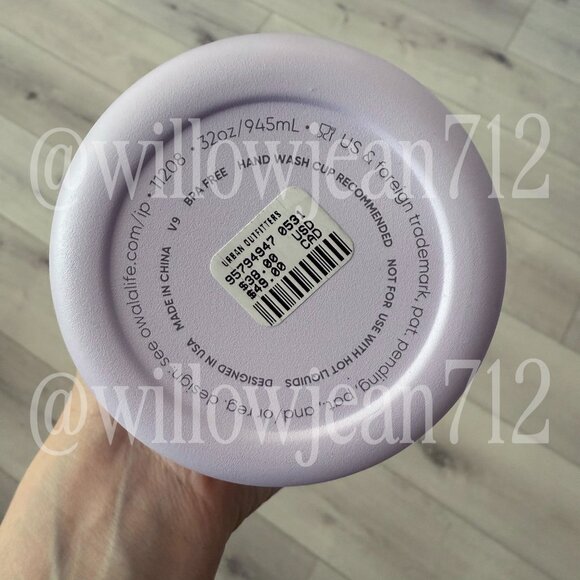 @willowjean712
US & foreign trademark, pat. pending, pat., and/or reg. design- see owalalife.com/ip • 11208 • 32oz/945mL •
HAND WASH CUP RECOMMENDED NOT FOR USE WITH HOT LIQUIDS DESIGNED IN USA MADE IN CHINA V9 BPA FREE
URBAN OUTFITTERS
95794947 0531
$38.00 USD
$49.00 CAD
@willowjean712